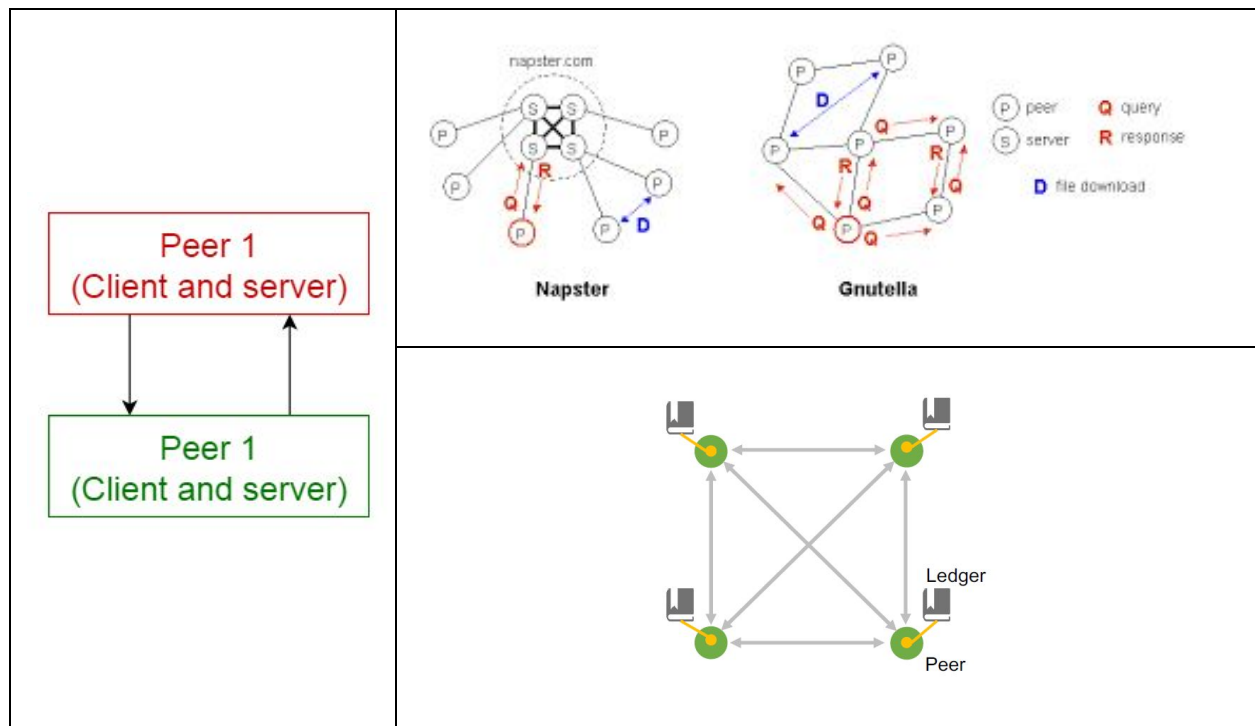 Peer 1
(Client and server)
Peer 1
(Client and server)
napster.com
S
S
S
S
P
P
P
P
P
P
Q
R
D
Napster
P
P
P
P
P
P
P
D
Q
R
Q
R
Q
Q
Q
Gnutella
P peer
Q query
S server
R response
D file download
Ledger
Peer